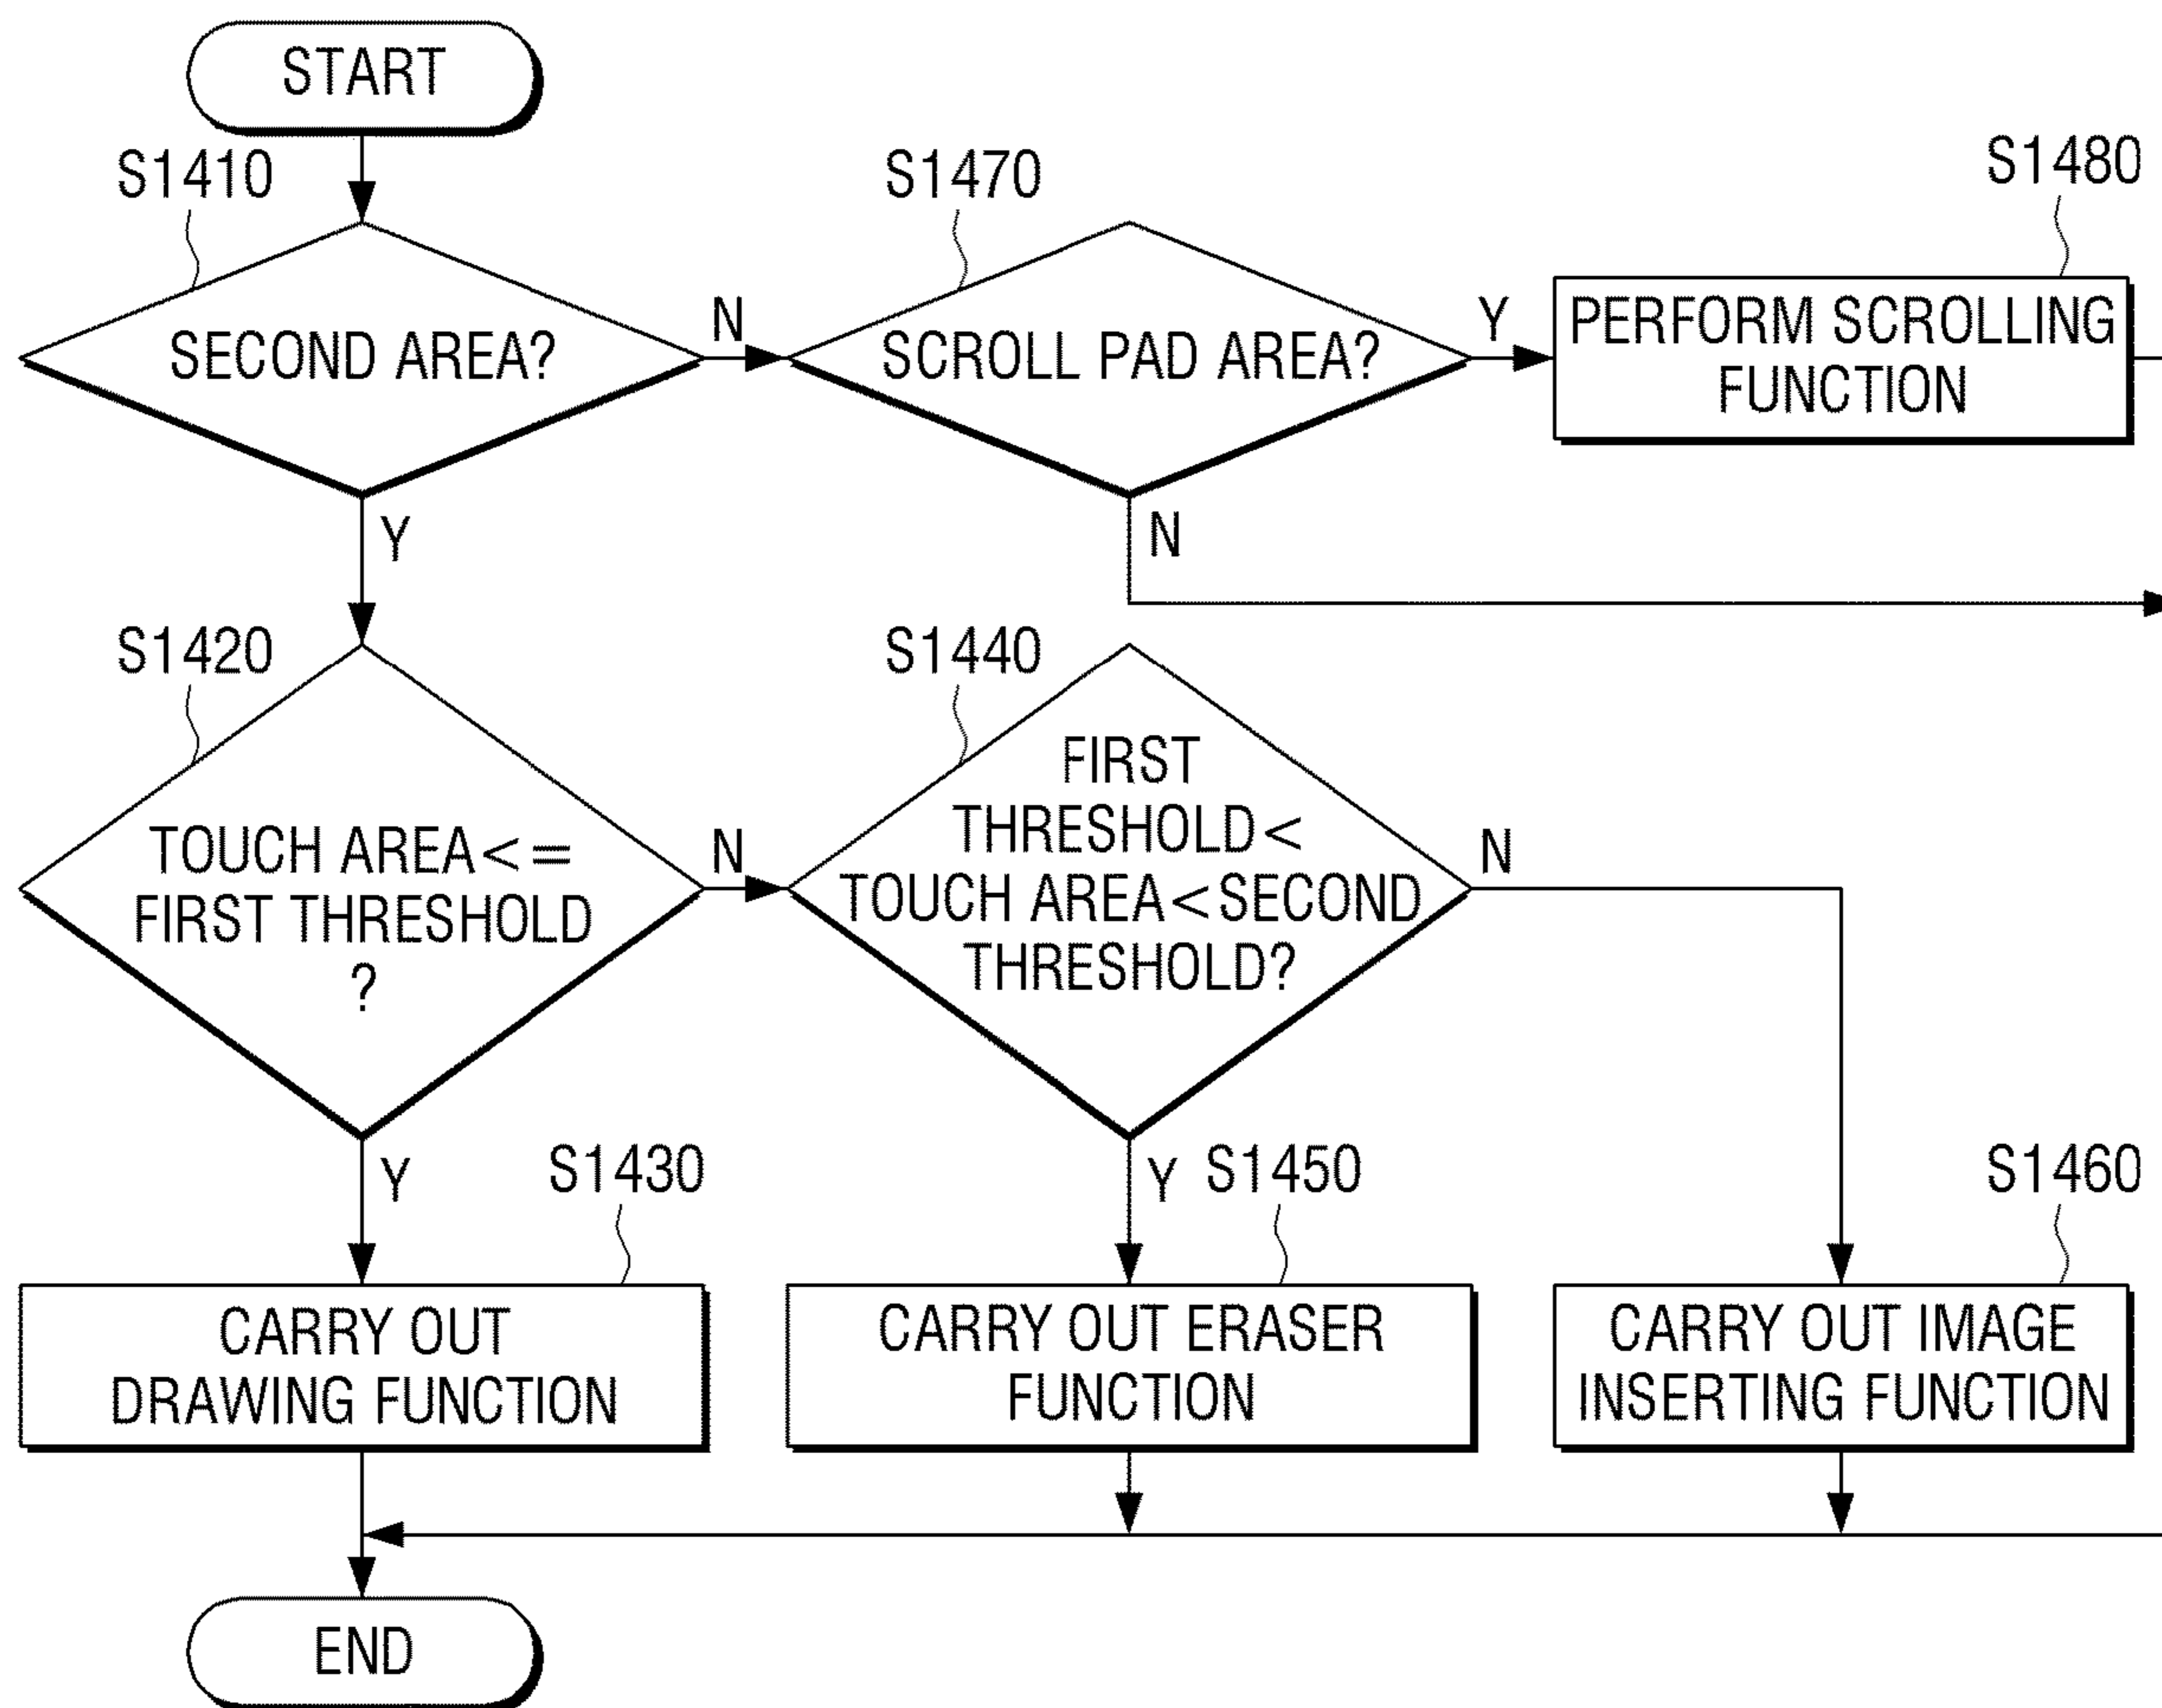 START
S1410
S1470
S1480
SECOND AREA?
N
SCROLL PAD AREA?
Y
PERFORM SCROLLING
FUNCTION
Y
N
S1420
S1440
TOUCH AREA<=
FIRST THRESHOLD
?
N
FIRST
THRESHOLD<
TOUCH AREA<SECOND
THRESHOLD?
N
Y
S1430
Y
S1450
S1460
CARRY OUT
DRAWING FUNCTION
CARRY OUT ERASER
FUNCTION
CARRY OUT IMAGE
INSERTING FUNCTION
END